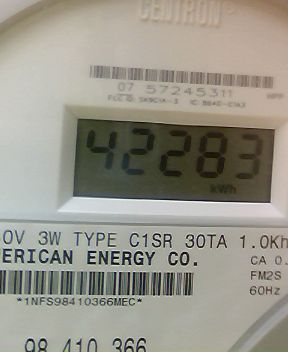 CENTRON®
07 57245311
42283
kWh
0V 3W TYPE C1SR 30TA 1.0Kh
ERICAN ENERGY CO.
CA 0.
FM2S
60Hz
*1NFS98410366MEC*
98 410 366